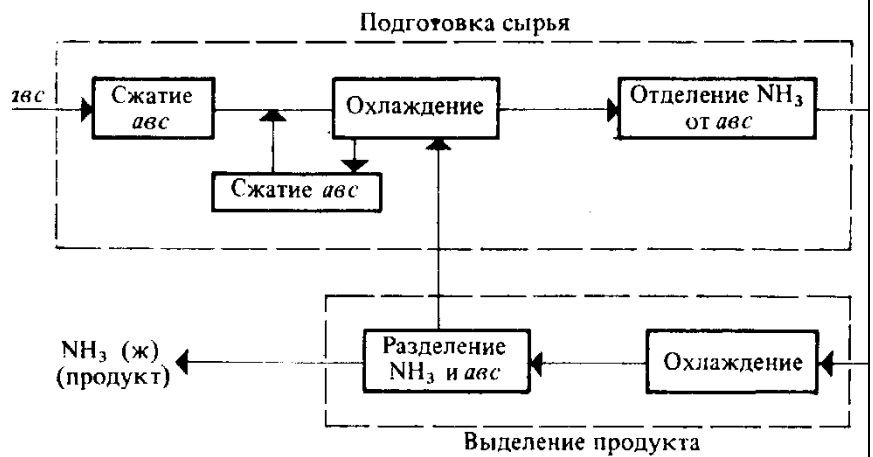 Подготовка сырья
авс
Сжатие
авс
Охлаждение
Отделение NH₃
от авс
Сжатие авс
NH₃ (ж)
(продукт)
Разделение
NH₃ и авс
Охлаждение
Выделение продукта